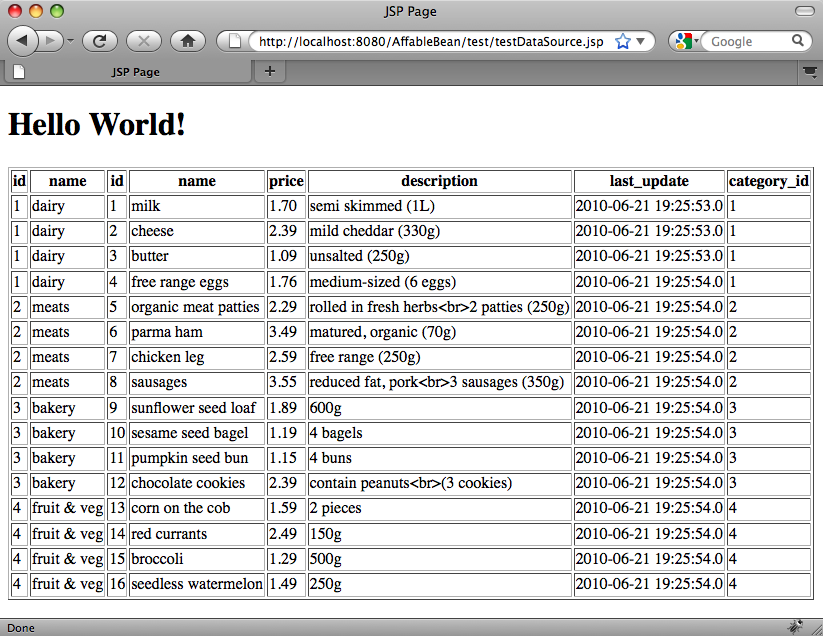 JSP Page
http://localhost:8080/AffableBean/test/testDataSource.jsp Google
JSP Page
Hello World!
id name id name price description last_update category_id
1 dairy 1 milk 1.70 semi skimmed (1L) 2010-06-21 19:25:53.0 1
1 dairy 2 cheese 2.39 mild cheddar (330g) 2010-06-21 19:25:53.0 1
1 dairy 3 butter 1.09 unsalted (250g) 2010-06-21 19:25:53.0 1
1 dairy 4 free range eggs 1.76 medium-sized (6 eggs) 2010-06-21 19:25:54.0 1
2 meats 5 organic meat patties 2.29 rolled in fresh herbs<br>2 patties (250g) 2010-06-21 19:25:54.0 2
2 meats 6 parma ham 3.49 matured, organic (70g) 2010-06-21 19:25:54.0 2
2 meats 7 chicken leg 2.59 free range (250g) 2010-06-21 19:25:54.0 2
2 meats 8 sausages 3.55 reduced fat, pork<br>3 sausages (350g) 2010-06-21 19:25:54.0 2
3 bakery 9 sunflower seed loaf 1.89 600g 2010-06-21 19:25:54.0 3
3 bakery 10 sesame seed bagel 1.19 4 bagels 2010-06-21 19:25:54.0 3
3 bakery 11 pumpkin seed bun 1.15 4 buns 2010-06-21 19:25:54.0 3
3 bakery 12 chocolate cookies 2.39 contain peanuts<br>(3 cookies) 2010-06-21 19:25:54.0 3
4 fruit & veg 13 corn on the cob 1.59 2 pieces 2010-06-21 19:25:54.0 4
4 fruit & veg 14 red currants 2.49 150g 2010-06-21 19:25:54.0 4
4 fruit & veg 15 broccoli 1.29 500g 2010-06-21 19:25:54.0 4
4 fruit & veg 16 seedless watermelon 1.49 250g 2010-06-21 19:25:54.0 4
Done